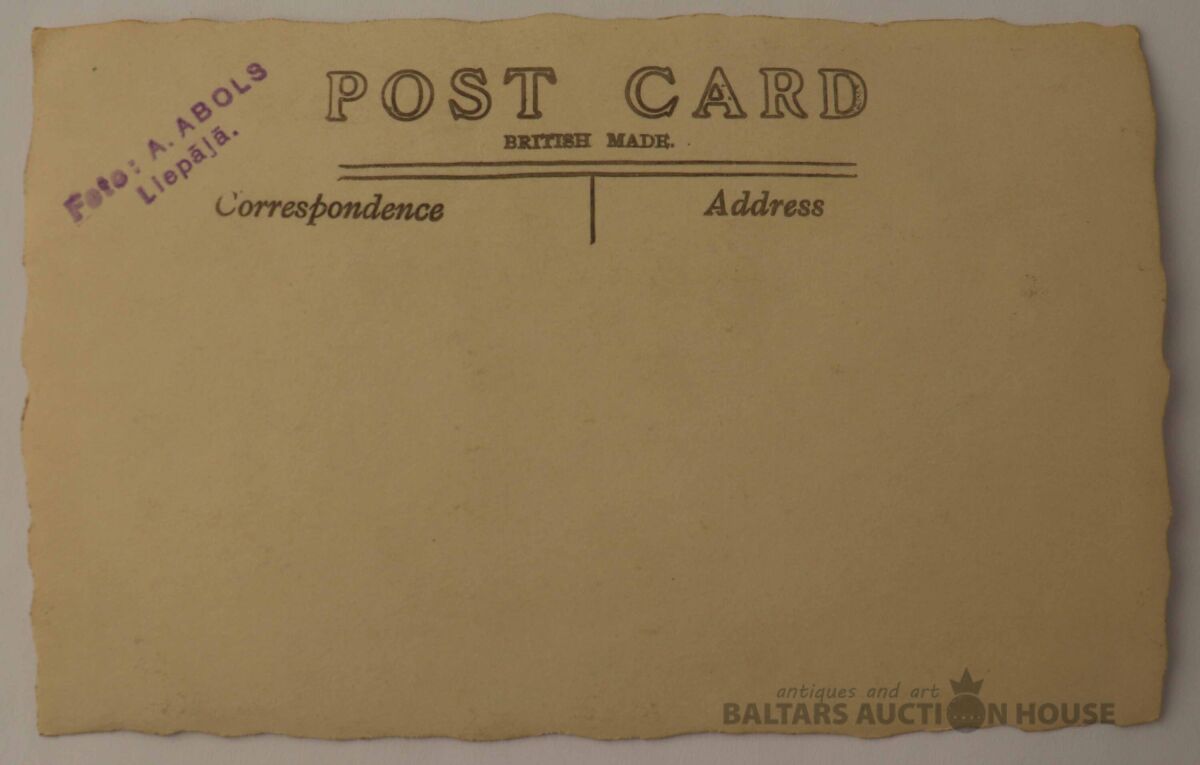 Foto: A. ABOLS
Liepājā.
POST CARD
BRITISH MADE.
Correspondence
Address
antiques and art
BALTARS AUCTION HOUSE